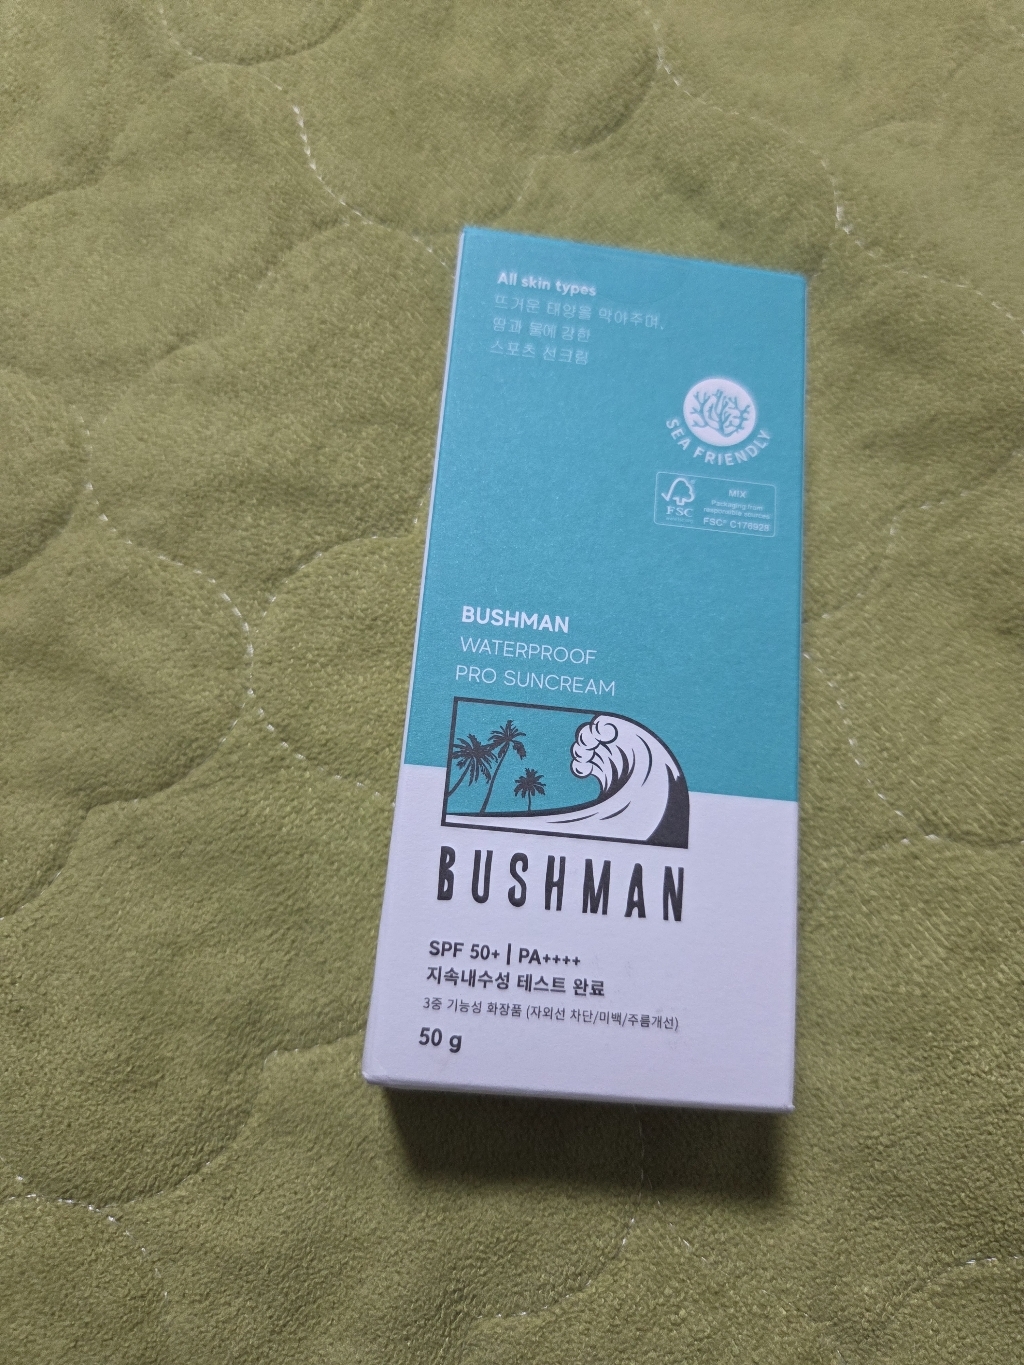 All skin types
뜨거운 태양을 막아주며,
땀과 물에 강한
스포츠 선크림
SEA FRIENDLY
FSC
MIX
Packaging from
responsible sources
FSC® C178928
BUSHMAN
WATERPROOF
PRO SUNCREAM
BUSHMAN
SPF 50+ | PA++++
지속내수성 테스트 완료
3중 기능성 화장품 (자외선 차단/미백/주름개선)
50 g